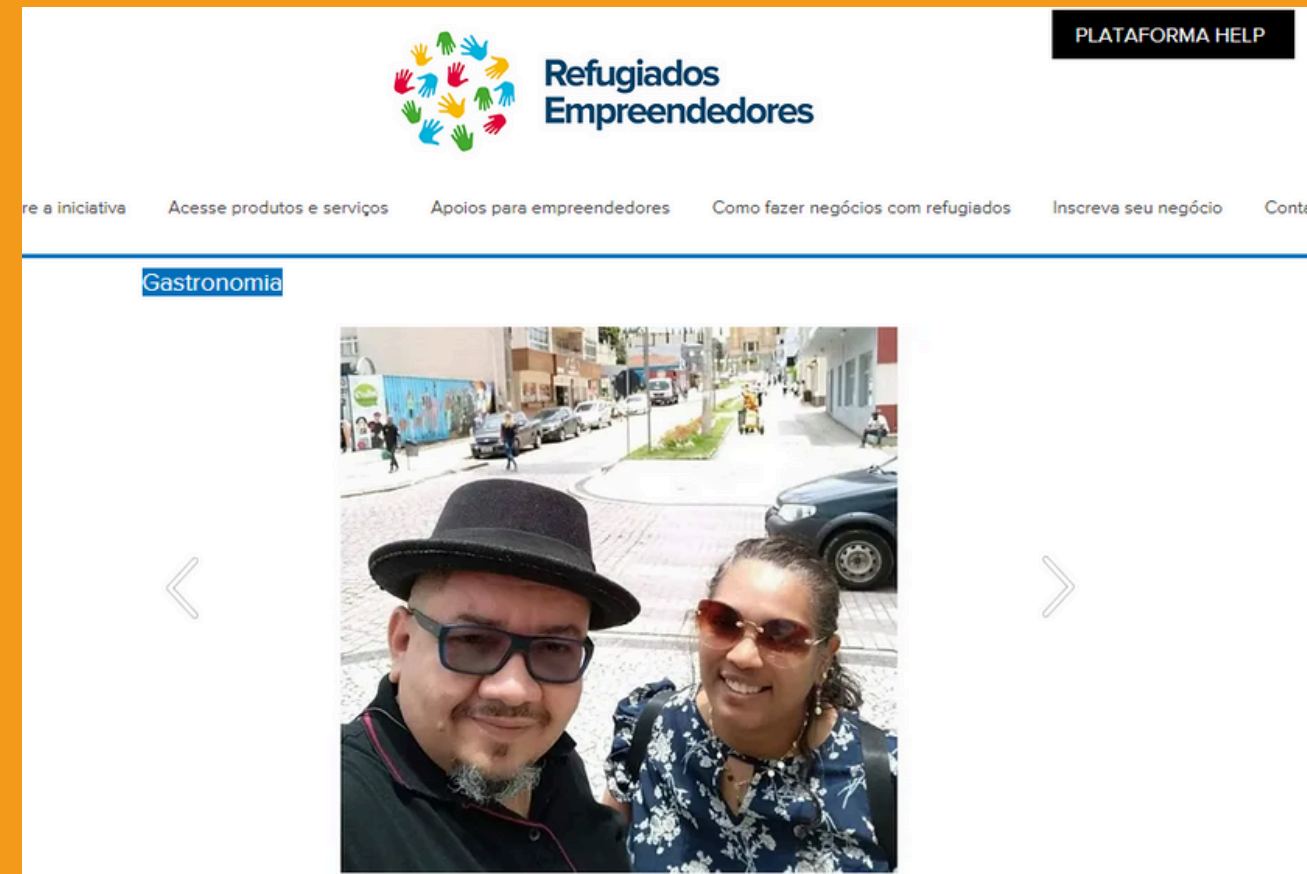 PLATAFORMA HELP
Refugiados
Empreendedores
re a iniciativa Acesse produtos e serviços Apoios para empreendedores Como fazer negócios com refugiados Inscreva seu negócio Conta
Gastronomia